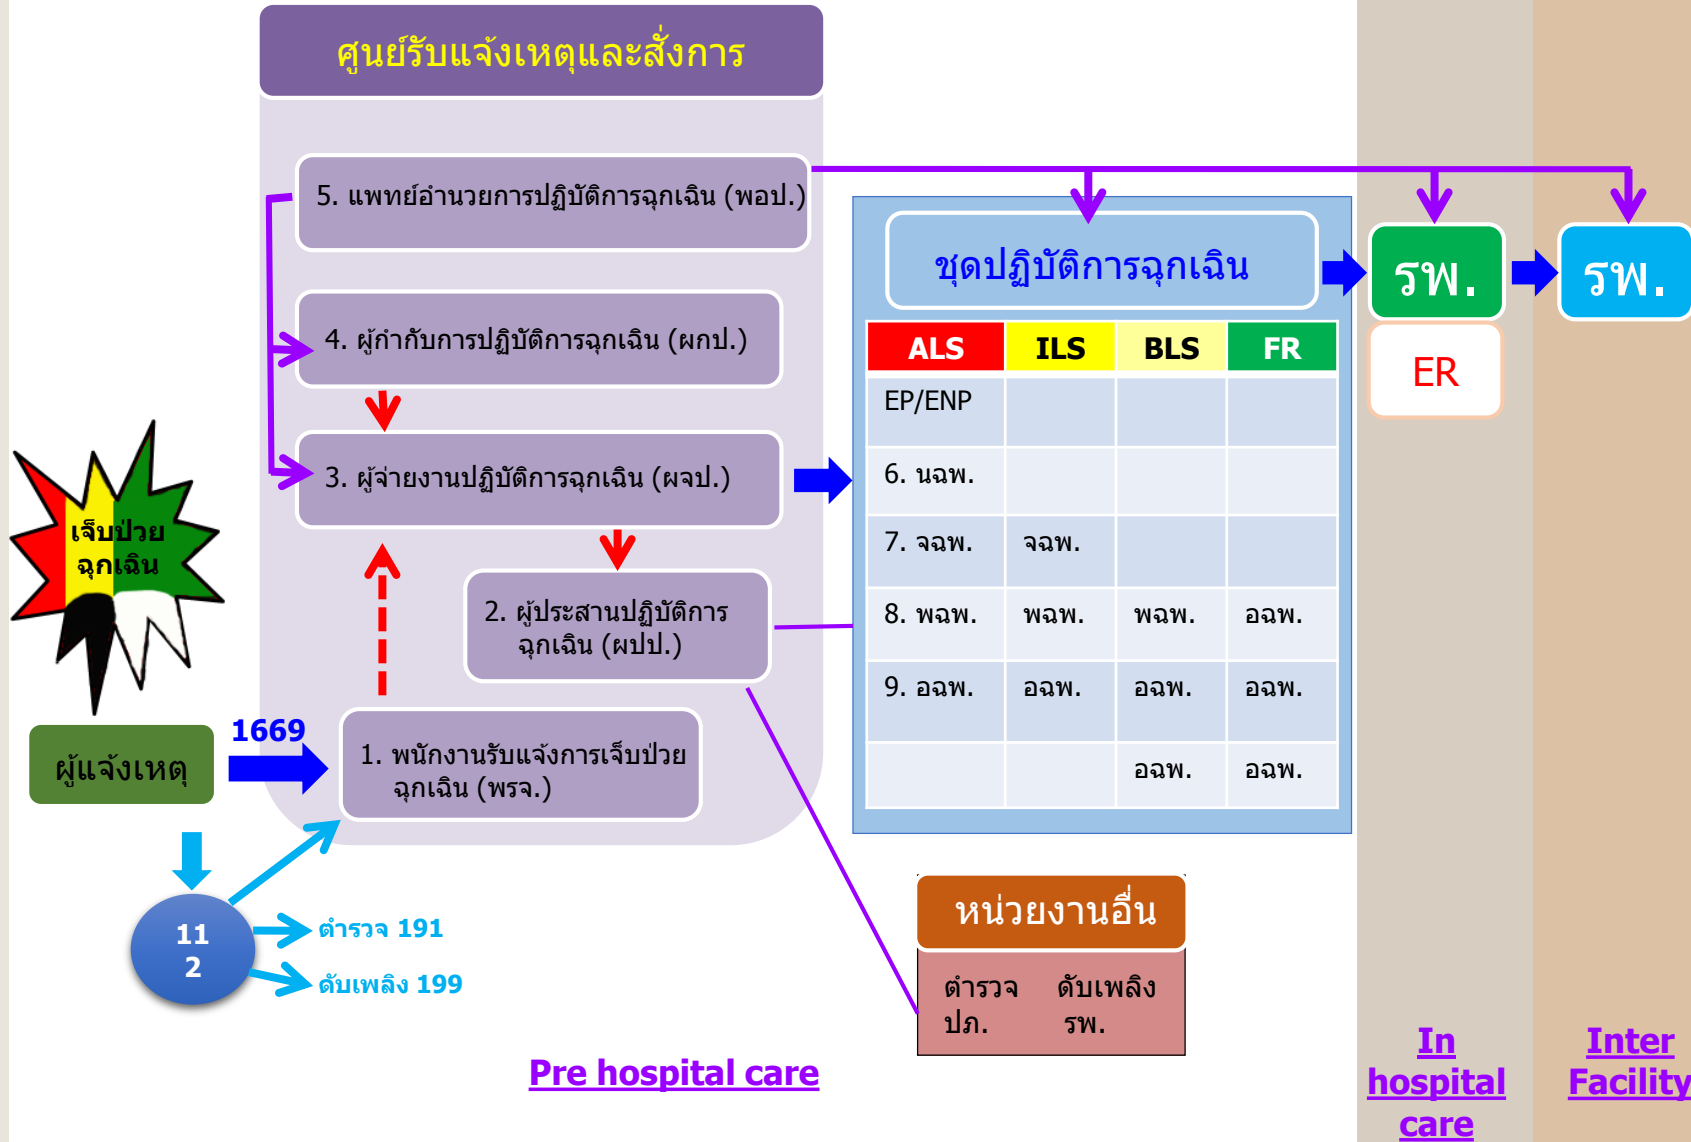 ศูนย์รับแจ้งเหตุและสั่งการ
5. แพทย์อำนวยการปฏิบัติการฉุกเฉิน (พอป.)
4. ผู้กำกับการปฏิบัติการฉุกเฉิน (ผกป.)
3. ผู้จ่ายงานปฏิบัติการฉุกเฉิน (ผจป.)
2. ผู้ประสานปฏิบัติการ
ฉุกเฉิน (ผปป.)
1. พนักงานรับแจ้งการเจ็บป่วย
ฉุกเฉิน (พรจ.)
เจ็บป่วย
ฉุกเฉิน
ผู้แจ้งเหตุ
1669
11
2
ตำรวจ 191
ดับเพลิง 199
ชุดปฏิบัติการฉุกเฉิน
ALS ILS BLS FR
EP/ENP
6. นฉพ.
7. จฉพ. จฉพ.
8. พฉพ. พฉพ. พฉพ. อฉพ.
9. อฉพ. อฉพ. อฉพ. อฉพ.
อฉพ. อฉพ.
รพ.
ER
รพ.
หน่วยงานอื่น
ตำรวจ ดับเพลิง
ปภ. รพ.
Pre hospital care
In
hospital
care
Inter
Facility